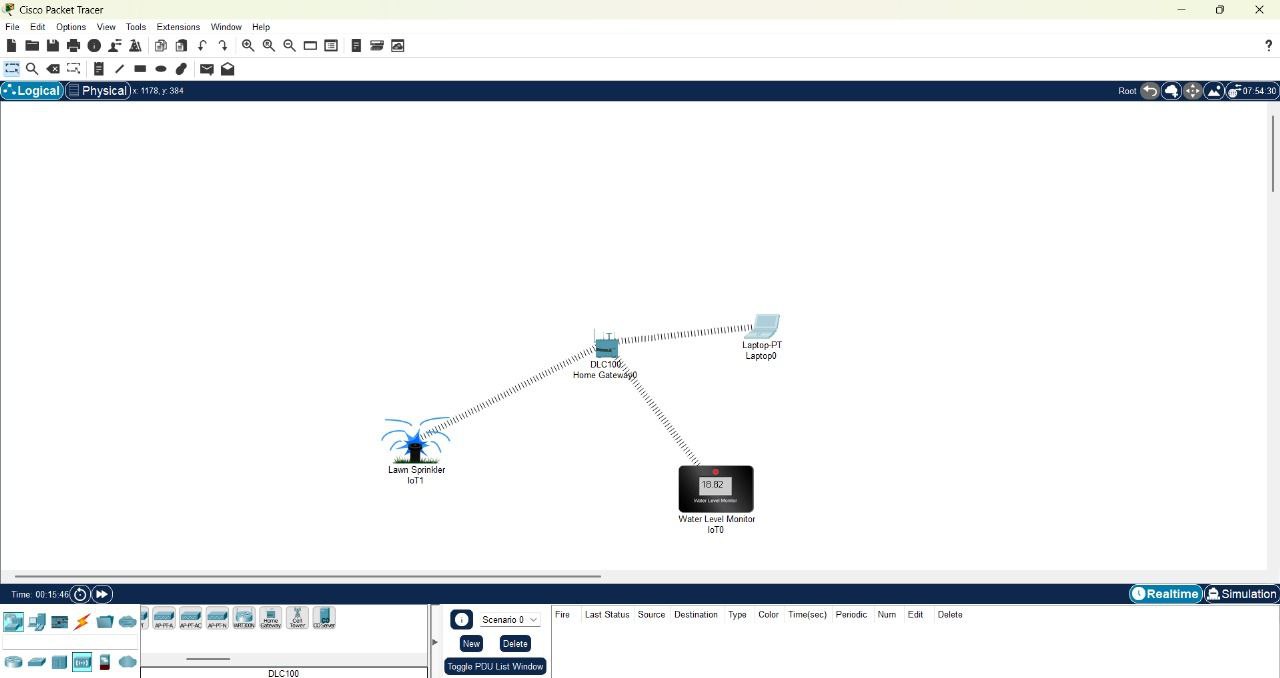 Cisco Packet Tracer
File Edit Options View Tools Extensions Window Help
?
Logical Physical x: 1178, y: 384 Root 07:54:30
Laptop-PT
Laptop0
DLC100
Home Gateway0
Lawn Sprinkler
IoT1
18.82
Water Level Monitor
Water Level Monitor
IoT0
Time: 00:15:46 Realtime Simulation
AP-PT-A AP-PT-AC AP-PT-N WRT300N Home Gateway Cell Tower CO Server
DLC100
Scenario 0
New Delete
Toggle PDU List Window
Fire Last Status Source Destination Type Color Time(sec) Periodic Num Edit Delete